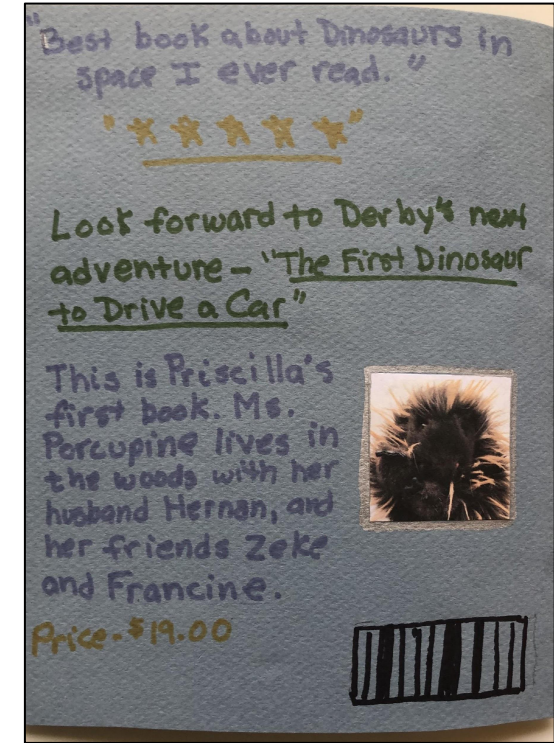 "Best book about Dinosaurs in
space I ever read."
"★★★★★"
Look forward to Derby's next
adventure - "The First Dinosaur
to Drive a Car"
This is Priscilla's
first book. Ms.
Porcupine lives in
the woods with her
husband Hernan, and
her friends Zeke
and Francine.
Price - $19.00